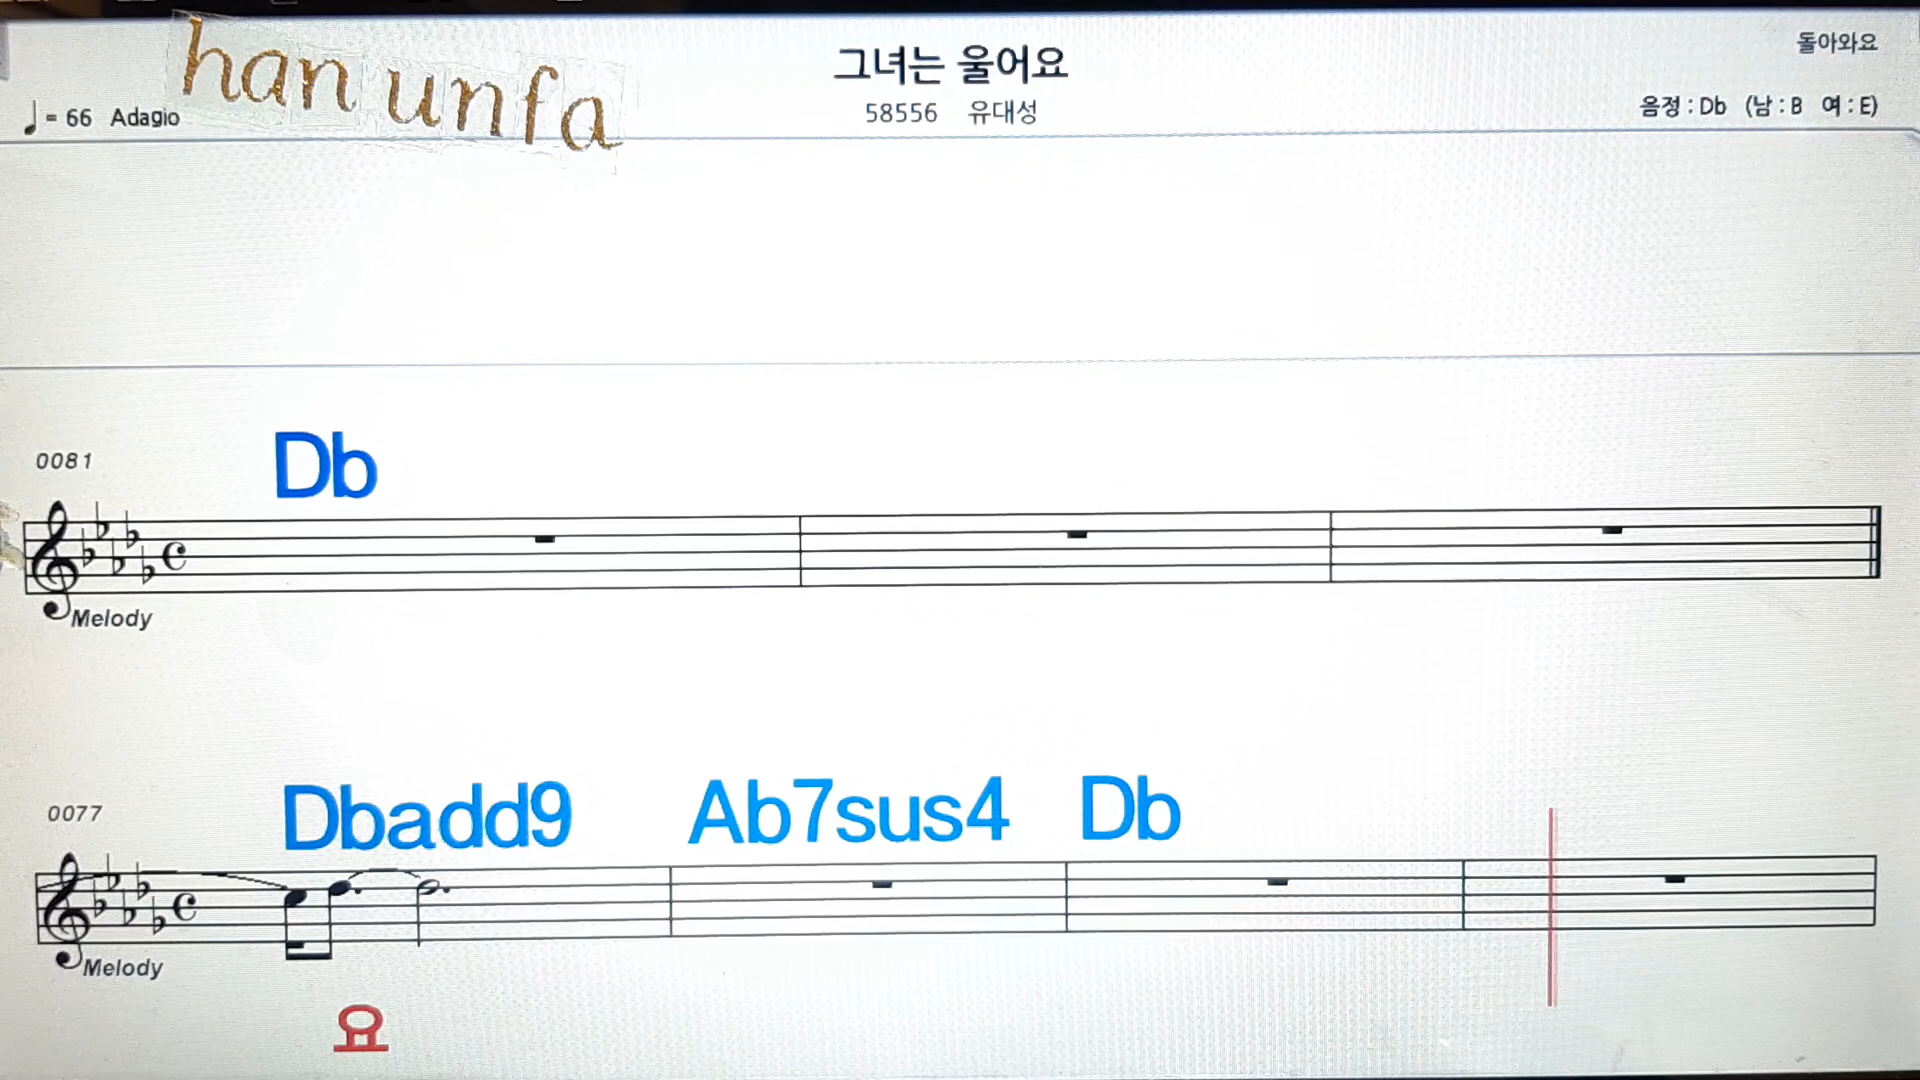 han unfa
그녀는 울어요
돌아와요
♩= 66 Adagio
58556 유대성
음정 : Db (남 : B 여 : E)
0081
Db
Melody
0077
Dbadd9 Ab7sus4 Db
Melody
요